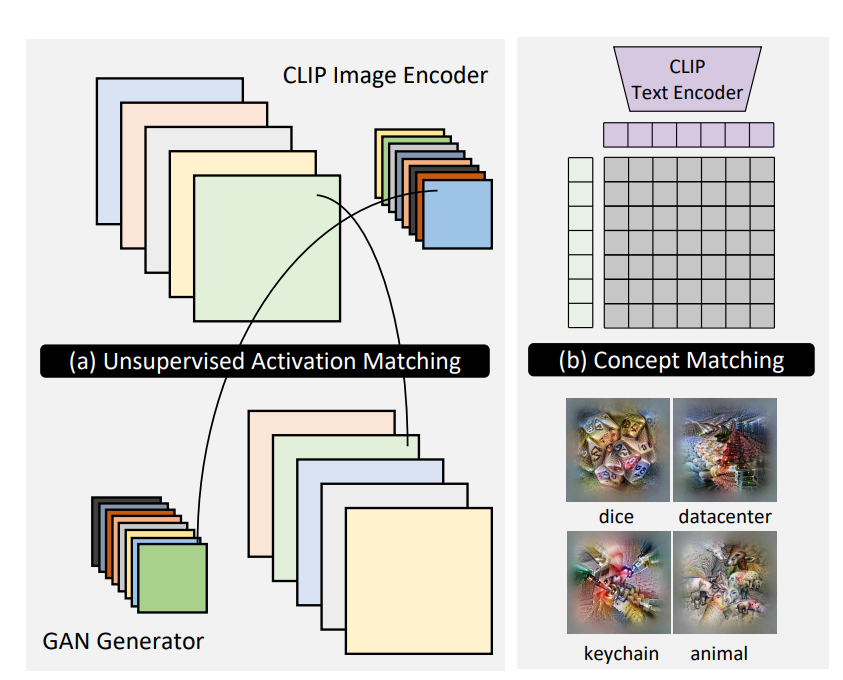 CLIP Image Encoder
(a) Unsupervised Activation Matching
GAN Generator
CLIP
Text Encoder
(b) Concept Matching
dice
datacenter
keychain
animal